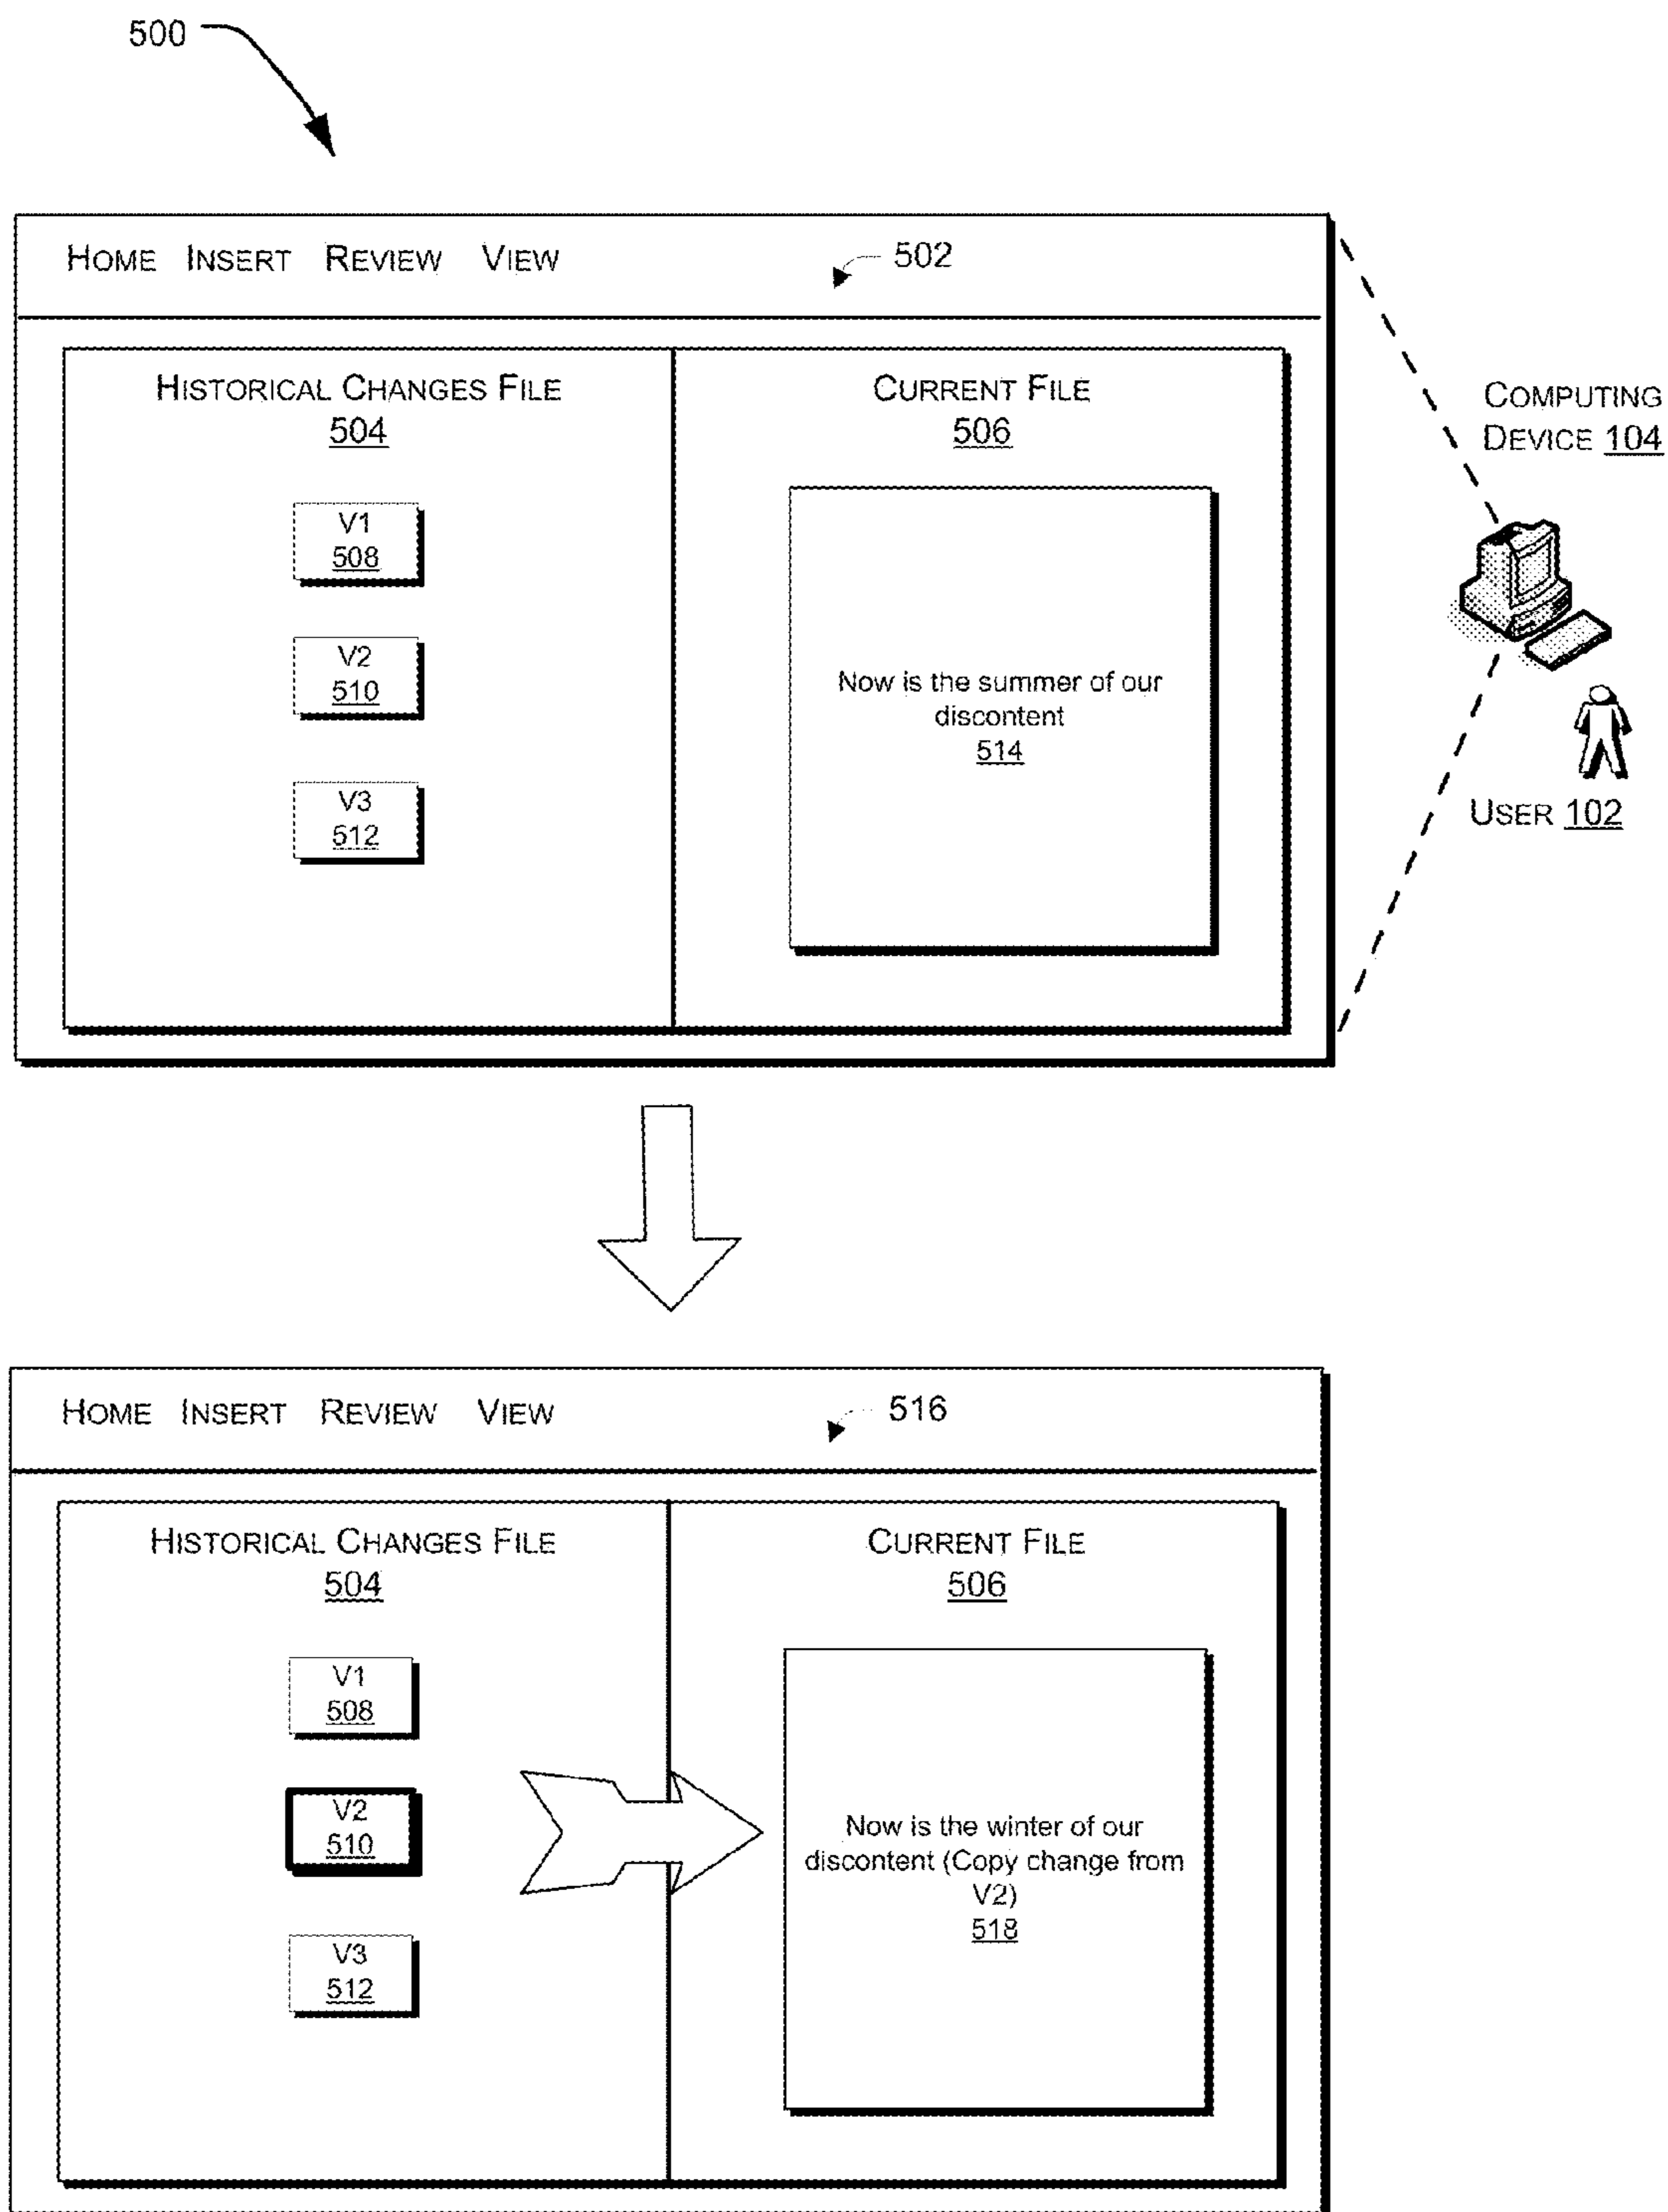 500
HOME INSERT REVIEW VIEW
502
HISTORICAL CHANGES FILE
504
V1
508
V2
510
V3
512
CURRENT FILE
506
Now is the summer of our
discontent
514
COMPUTING
DEVICE 104
USER 102
HOME INSERT REVIEW VIEW
516
HISTORICAL CHANGES FILE
504
V1
508
V2
510
V3
512
CURRENT FILE
506
Now is the winter of our
discontent (Copy change from
V2)
518